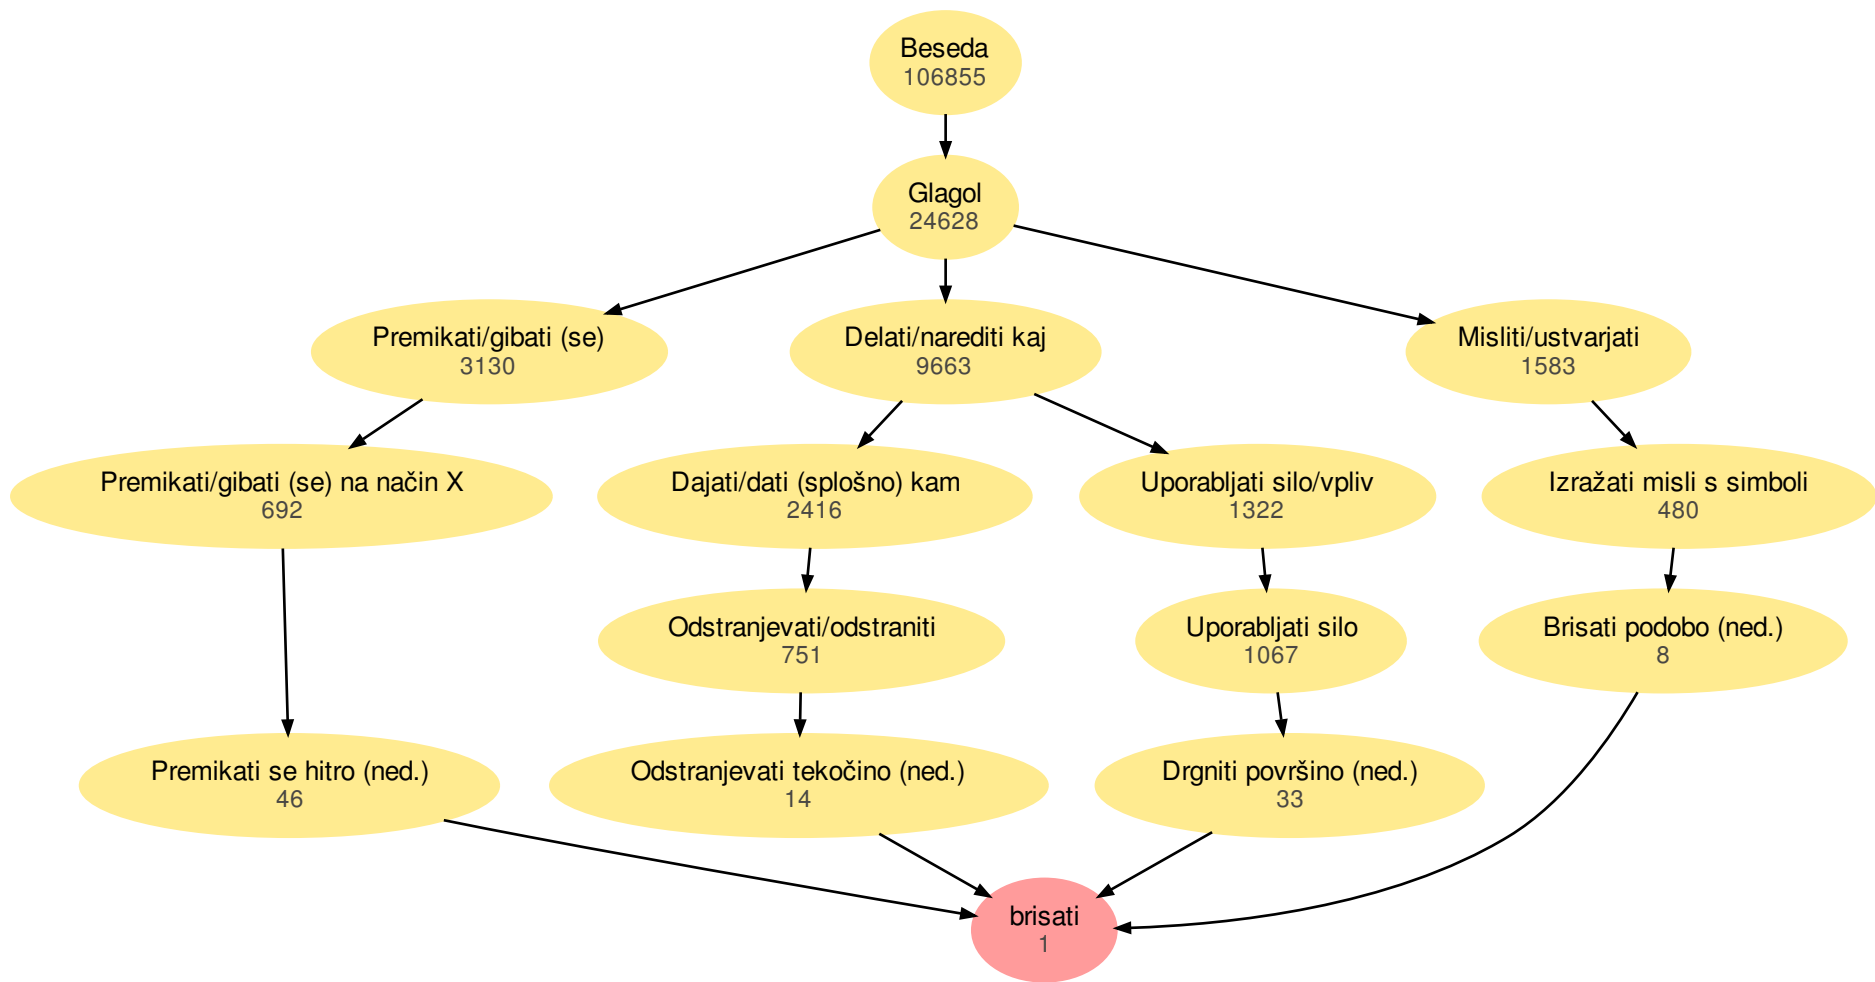 Beseda
106855
Glagol
24628
Premikati/gibati (se)
3130
Delati/narediti kaj
9663
Misliti/ustvarjati
1583
Premikati/gibati (se) na način X
692
Dajati/dati (splošno) kam
2416
Uporabljati silo/vpliv
1322
Izražati misli s simboli
480
Odstranjevati/odstraniti
751
Uporabljati silo
1067
Brisati podobo (ned.)
8
Premikati se hitro (ned.)
46
Odstranjevati tekočino (ned.)
14
Drgniti površino (ned.)
33
brisati
1